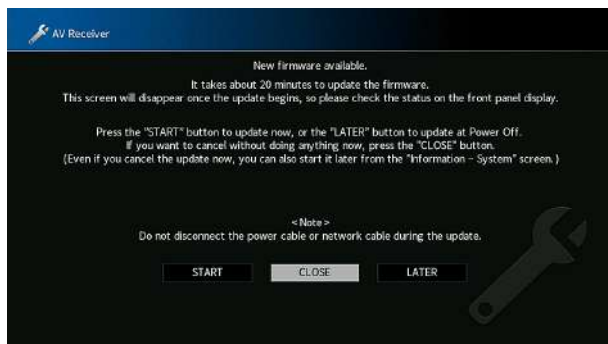 AV Receiver
New firmware available.
It takes about 20 minutes to update the firmware.
This screen will disappear once the update begins, so please check the status on the front panel display.
Press the "START" button to update now, or the "LATER" button to update at Power Off.
If you want to cancel without doing anything now, press the "CLOSE" button.
(Even if you cancel the update now, you can also start it later from the "Information – System" screen.)
<Note>
Do not disconnect the power cable or network cable during the update.
START CLOSE LATER